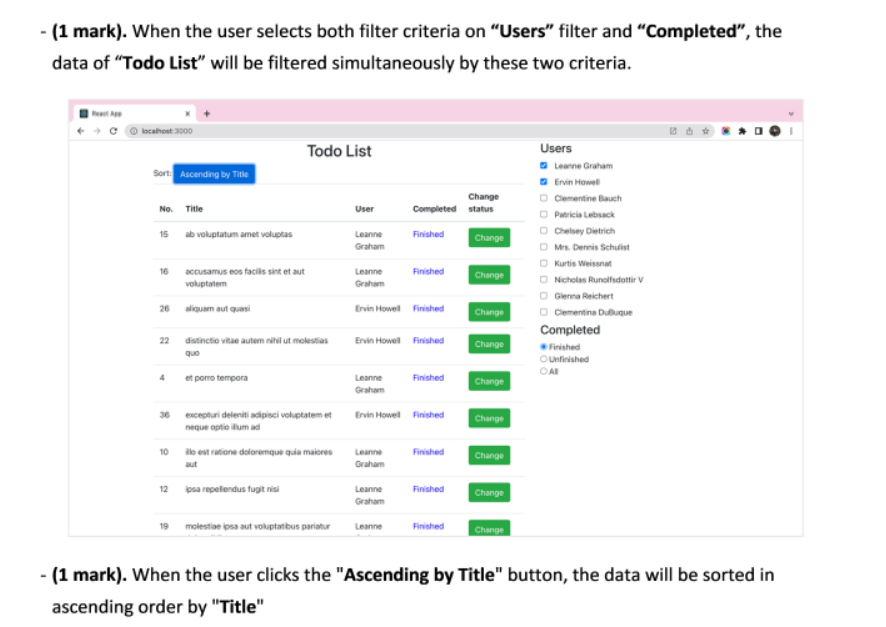 - (1 mark). When the user selects both filter criteria on “Users” filter and “Completed”, the
data of “Todo List” will be filtered simultaneously by these two criteria.
React App
localhost:3000
Todo List
Sort: Ascending by Title
No. Title User Completed Change status
15 ab voluptatum amet voluptas Leanne Graham Finished Change
16 accusamus eos facilis sint et aut voluptatem Leanne Graham Finished Change
26 aliquam aut quasi Ervin Howell Finished Change
22 distinctio vitae autem nihil ut molestias quo Ervin Howell Finished Change
4 et porro tempora Leanne Graham Finished Change
36 excepturi deleniti adipisci voluptatem et neque optio illum ad Ervin Howell Finished Change
10 illo est ratione doloremque quia maiores aut Leanne Graham Finished Change
12 ipsa repellendus fugit nisi Leanne Graham Finished Change
19 molestiae ipsa aut voluptatibus pariatur Leanne Finished Change
Users
Leanne Graham
Ervin Howell
Clementine Bauch
Patricia Lebsack
Chelsey Dietrich
Mrs. Dennis Schulist
Kurtis Weissnat
Nicholas Runolfsdottir V
Glenna Reichert
Clementina DuBuque
Completed
Finished
Unfinished
All
- (1 mark). When the user clicks the "Ascending by Title" button, the data will be sorted in
ascending order by "Title"